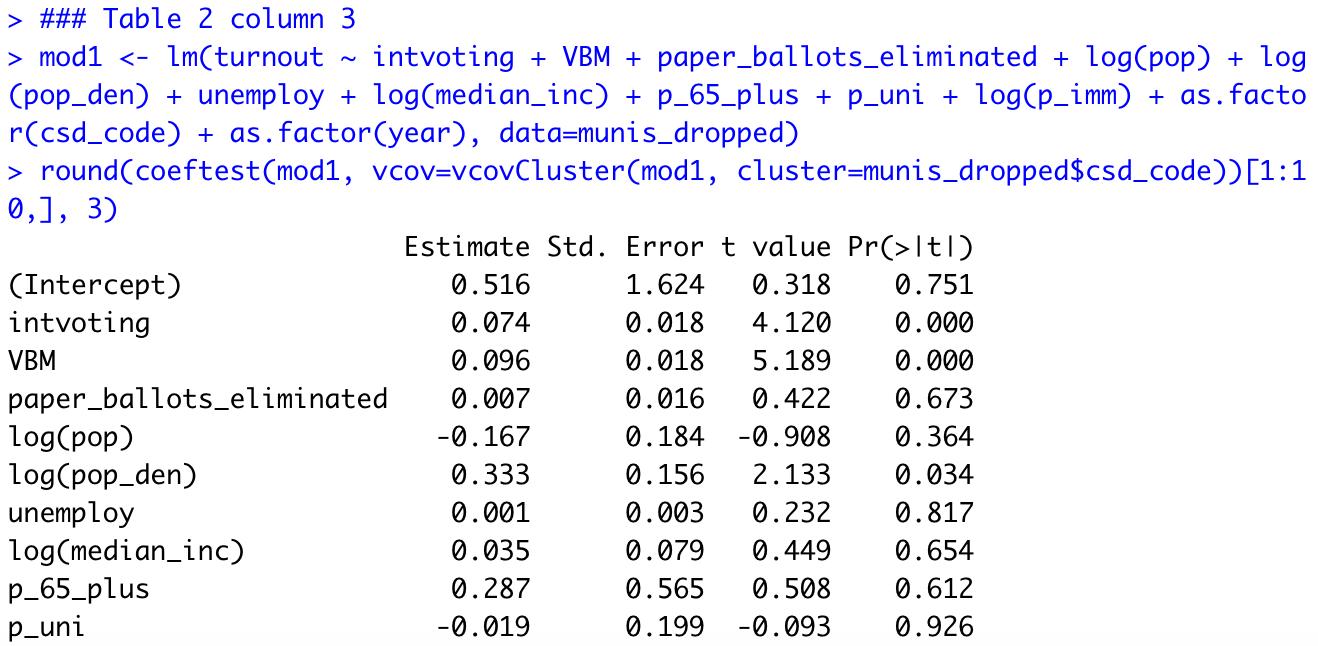 > ### Table 2 column 3
> mod1 <- lm(turnout ~ intvoting + VBM + paper_ballots_eliminated + log(pop) + log
(pop_den) + unemploy + log(median_inc) + p_65_plus + p_uni + log(p_imm) + as.facto
r(csd_code) + as.factor(year), data=munis_dropped)
> round(coeftest(mod1, vcov=vcovCluster(mod1, cluster=munis_dropped$csd_code))[1:1
0,], 3)
Estimate Std. Error t value Pr(>|t|)
(Intercept) 0.516 1.624 0.318 0.751
intvoting 0.074 0.018 4.120 0.000
VBM 0.096 0.018 5.189 0.000
paper_ballots_eliminated 0.007 0.016 0.422 0.673
log(pop) -0.167 0.184 -0.908 0.364
log(pop_den) 0.333 0.156 2.133 0.034
unemploy 0.001 0.003 0.232 0.817
log(median_inc) 0.035 0.079 0.449 0.654
p_65_plus 0.287 0.565 0.508 0.612
p_uni -0.019 0.199 -0.093 0.926